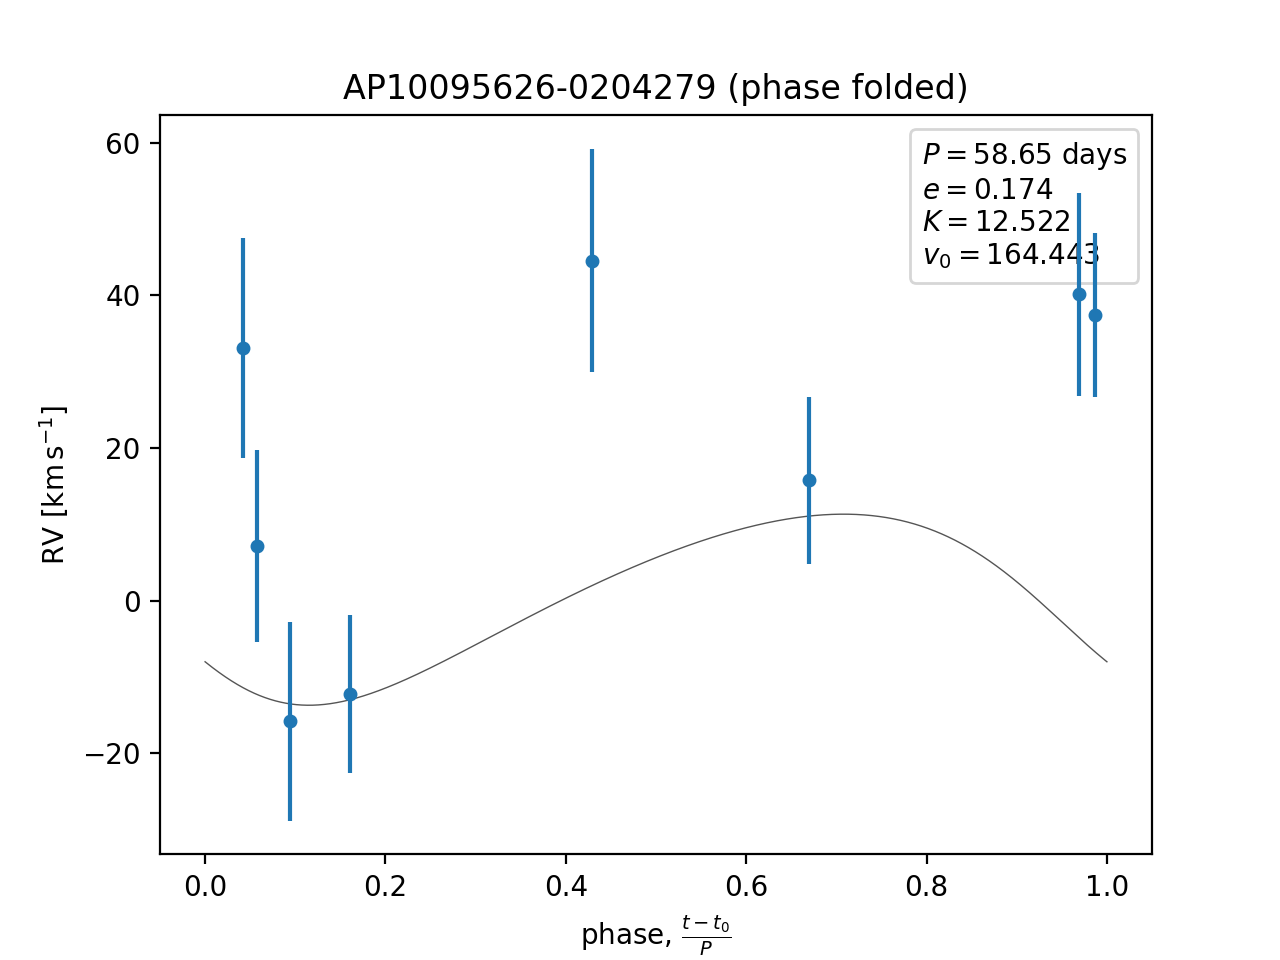 AP10095626-0204279 (phase folded)
P = 58.65 days
e = 0.174
K = 12.522
v₀ = 164.443
60
40
20
0
−20
RV [km s⁻¹]
0.0 0.2 0.4 0.6 0.8 1.0
phase, (t − t₀)/P